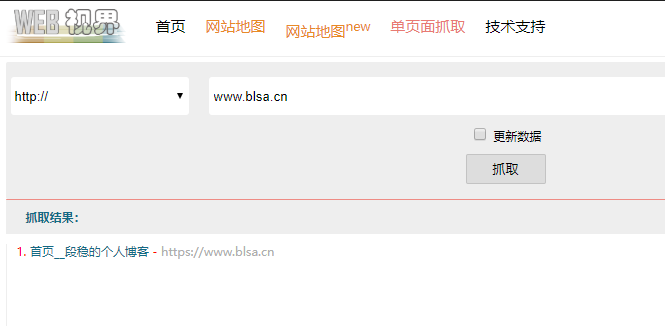 WEB 视界 首页 网站地图 网站地图new 单页面抓取 技术支持
http:// www.blsa.cn
更新数据
抓取
抓取结果：
1. 首页__段稳的个人博客 - https://www.blsa.cn